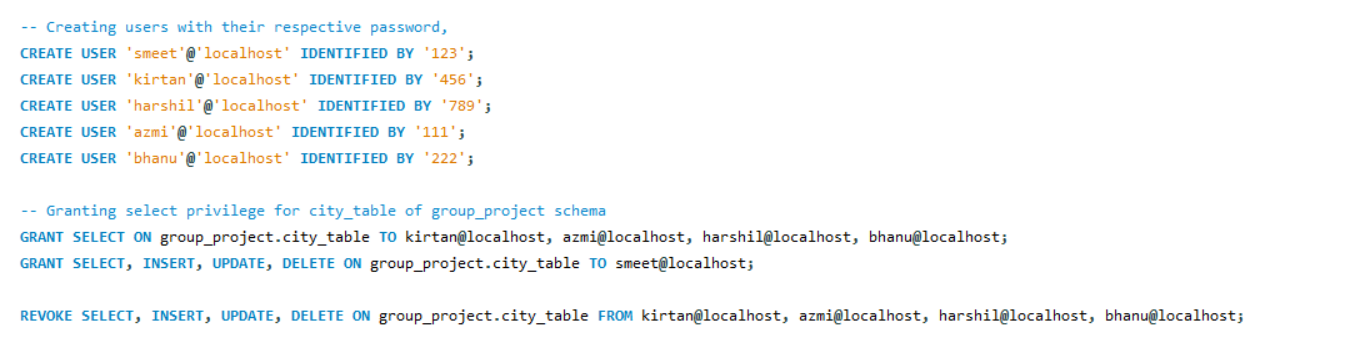 -- Creating users with their respective password,
CREATE USER 'smeet'@'localhost' IDENTIFIED BY '123';
CREATE USER 'kirtan'@'localhost' IDENTIFIED BY '456';
CREATE USER 'harshil'@'localhost' IDENTIFIED BY '789';
CREATE USER 'azmi'@'localhost' IDENTIFIED BY '111';
CREATE USER 'bhanu'@'localhost' IDENTIFIED BY '222';
-- Granting select privilege for city_table of group_project schema
GRANT SELECT ON group_project.city_table TO kirtan@localhost, azmi@localhost, harshil@localhost, bhanu@localhost;
GRANT SELECT, INSERT, UPDATE, DELETE ON group_project.city_table TO smeet@localhost;
REVOKE SELECT, INSERT, UPDATE, DELETE ON group_project.city_table FROM kirtan@localhost, azmi@localhost, harshil@localhost, bhanu@localhost;